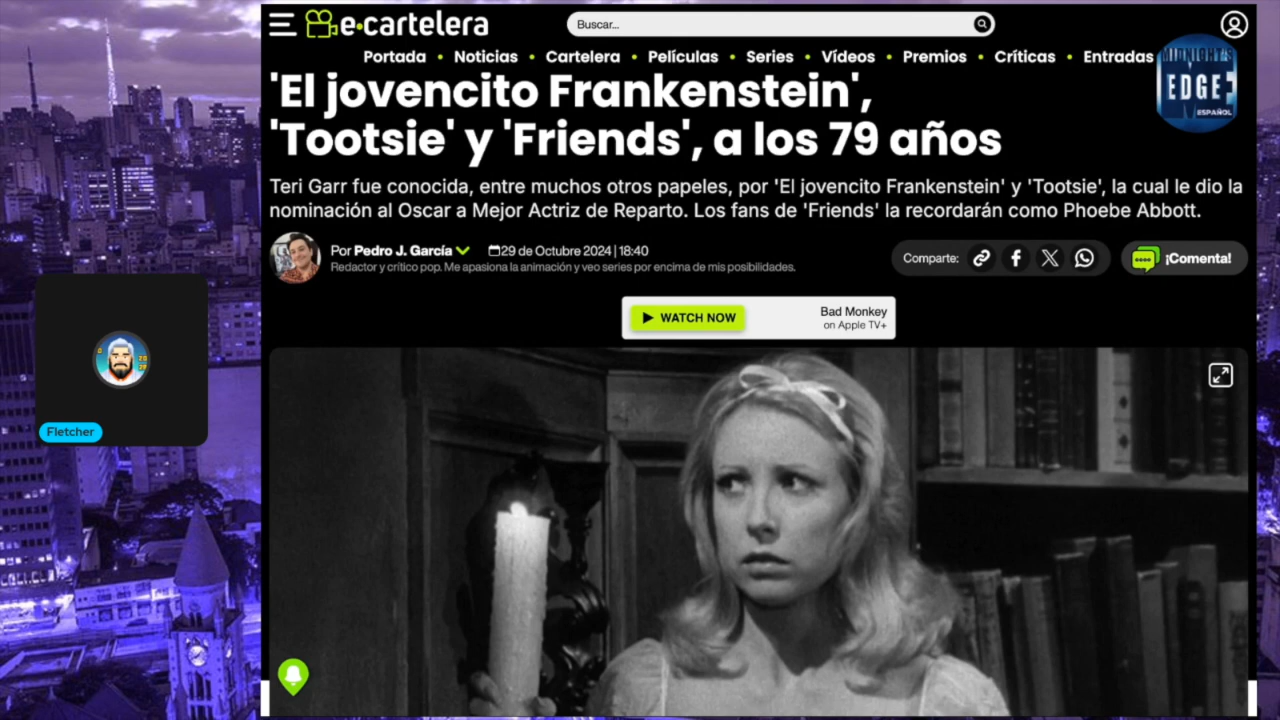 e·cartelera
Buscar...
Portada • Noticias • Cartelera • Películas • Series • Vídeos • Premios • Críticas • Entradas
MIDNIGHT'S
EDGE
ESPAÑOL
'El jovencito Frankenstein',
'Tootsie' y 'Friends', a los 79 años
Teri Garr fue conocida, entre muchos otros papeles, por 'El jovencito Frankenstein' y 'Tootsie', la cual le dio la
nominación al Oscar a Mejor Actriz de Reparto. Los fans de 'Friends' la recordarán como Phoebe Abbott.
Por Pedro J. García 29 de Octubre 2024 | 18:40
Redactor y crítico pop. Me apasiona la animación y veo series por encima de mis posibilidades.
Comparte:
¡Comenta!
WATCH NOW
Bad Monkey
on Apple TV+
Fletcher